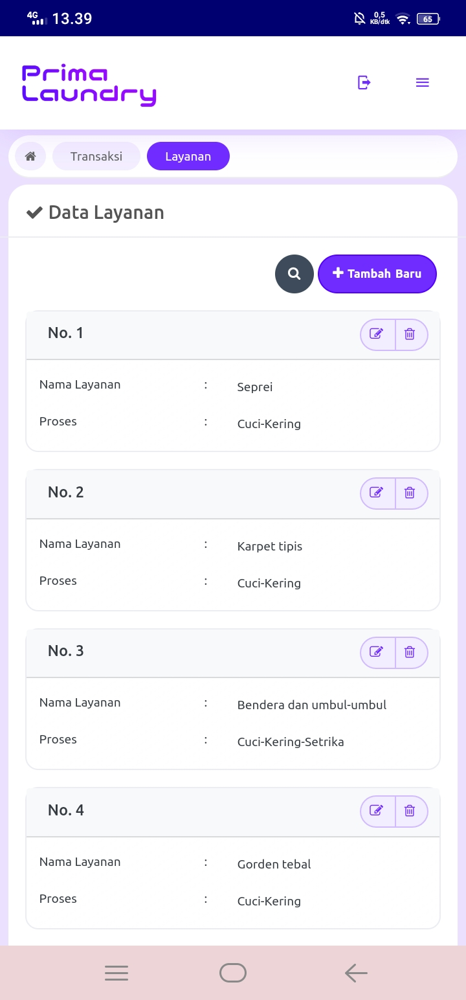 4G 13.39 0,5 KB/dtk 65
Prima
Laundry
Transaksi Layanan
Data Layanan
Tambah Baru
No. 1
Nama Layanan : Seprei
Proses : Cuci-Kering
No. 2
Nama Layanan : Karpet tipis
Proses : Cuci-Kering
No. 3
Nama Layanan : Bendera dan umbul-umbul
Proses : Cuci-Kering-Setrika
No. 4
Nama Layanan : Gorden tebal
Proses : Cuci-Kering